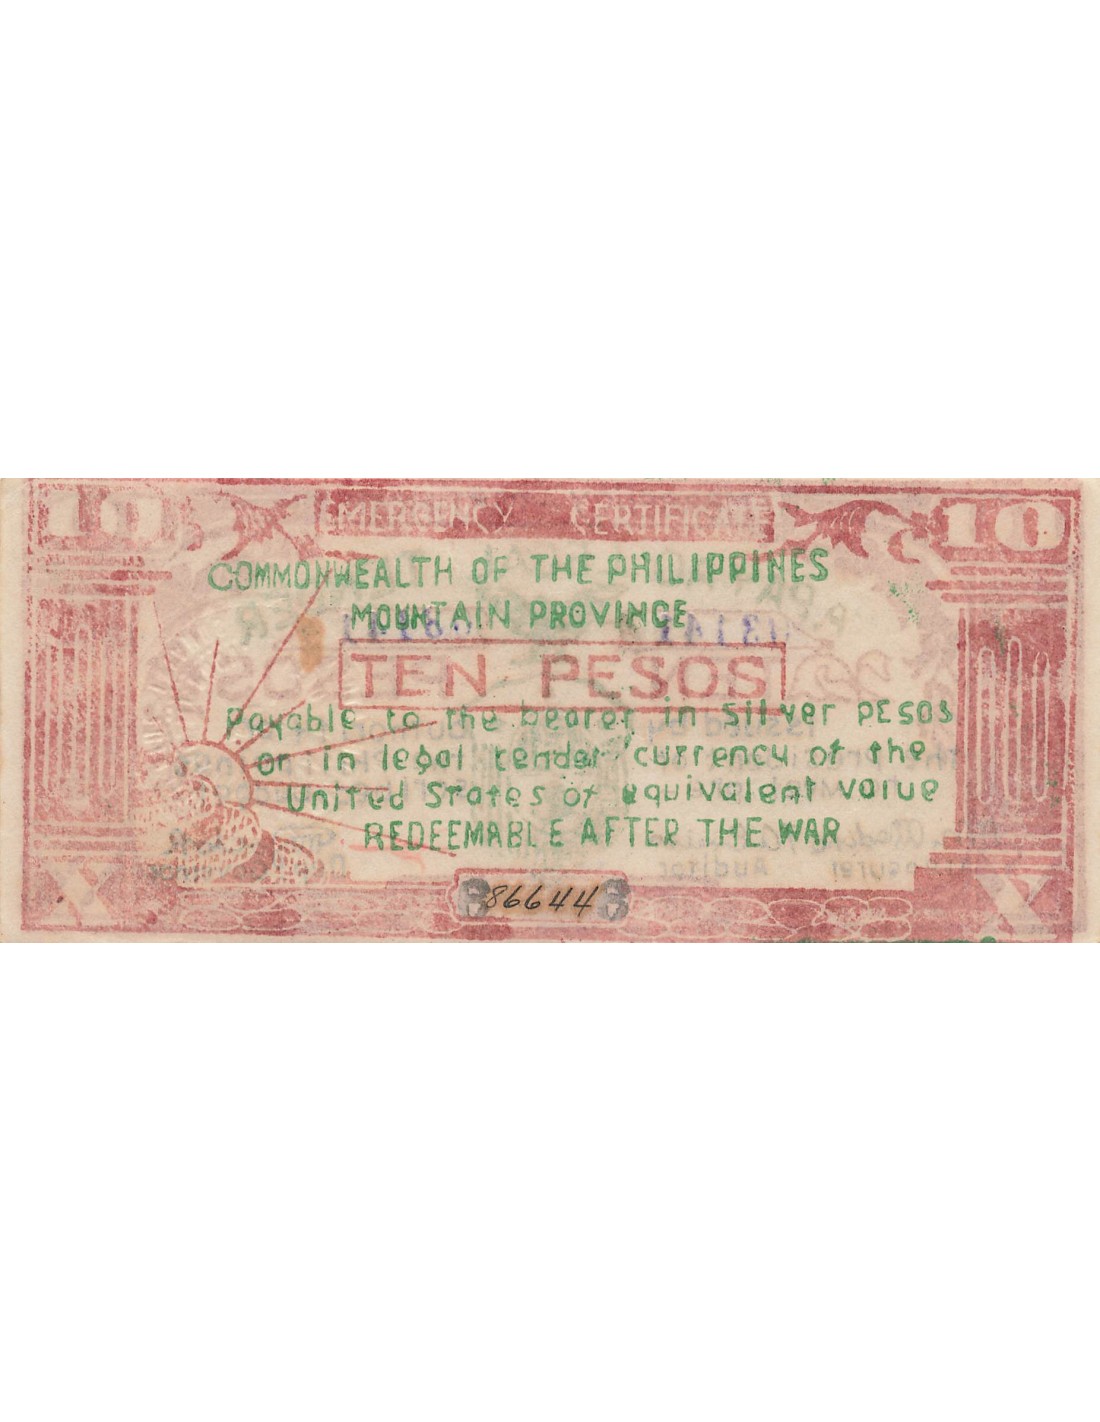 10 EMERGENCY CERTIFICATE 10
COMMONWEALTH OF THE PHILIPPINES
MOUNTAIN PROVINCE
TEN PESOS
Payable to the bearer in silver PESOS
or in legal tender currency of the
United States of equivalent value
REDEEMABLE AFTER THE WAR
X 86644 X